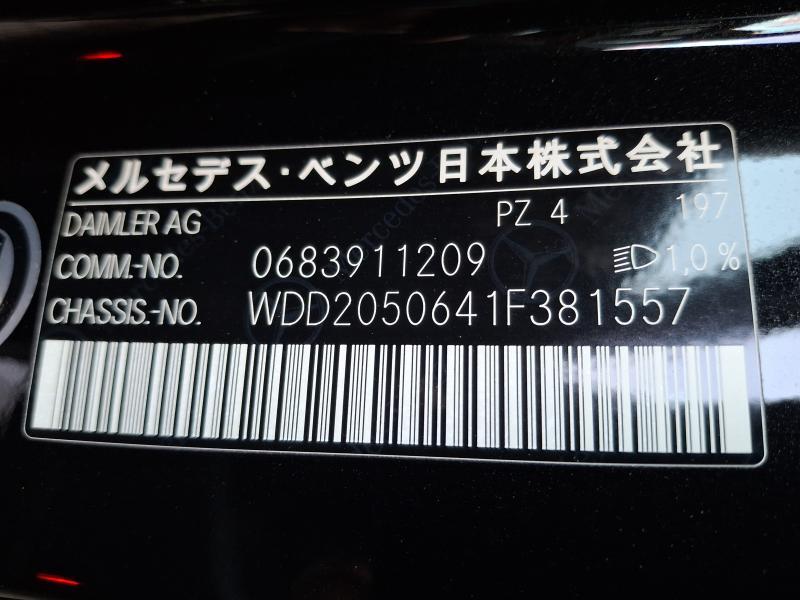 メルセデス・ベンツ日本株式会社
DAIMLER AG PZ 4 197
COMM.-NO. 0683911209 1,0 %
CHASSIS.-NO. WDD2050641F381557